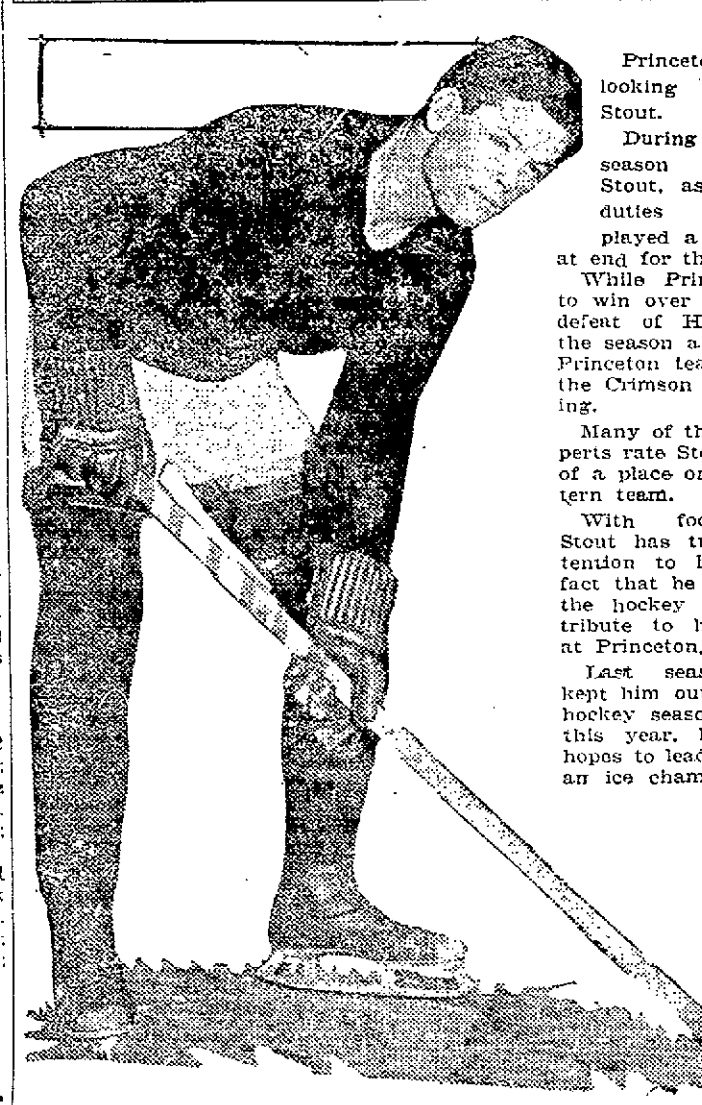 Princeto
looking
Stout.
During
season
Stout, as
duties
played a
at end for th
While Prin
to win over
defeat of H
the season a
Princeton tea
the Crimson
ing.
Many of th
perts rate Sto
of a place or
tern team.
With foo
Stout has tu
tention to h
fact that he
the hockey
tribute to h
at Princeton,
Last seas
kept him ou
hockey seaso
this year, 
hopes to lead
an ice cham